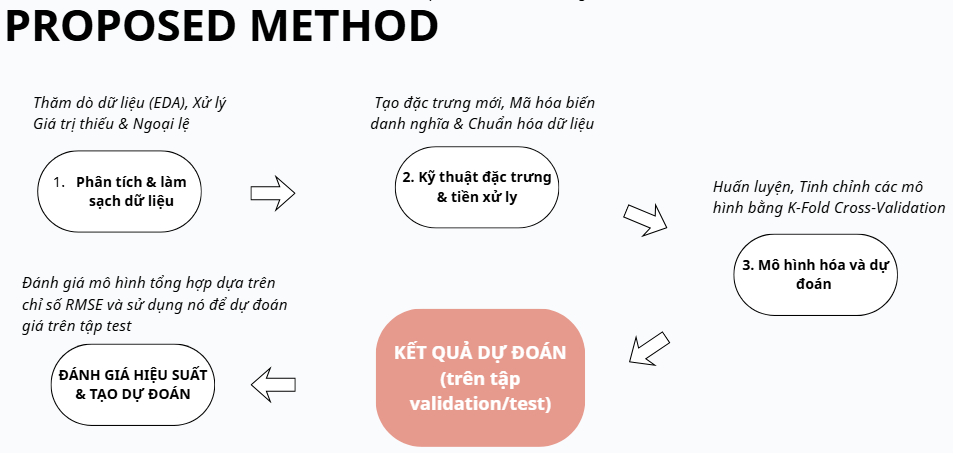 PROPOSED METHOD
Thăm dò dữ liệu (EDA), Xử lý
Giá trị thiếu & Ngoại lệ
1. Phân tích & làm
sạch dữ liệu
Tạo đặc trưng mới, Mã hóa biến
danh nghĩa & Chuẩn hóa dữ liệu
2. Kỹ thuật đặc trưng
& tiền xử ly
Huấn luyện, Tinh chỉnh các mô
hình bằng K-Fold Cross-Validation
3. Mô hình hóa và dự
đoán
KẾT QUẢ DỰ ĐOÁN
(trên tập
validation/test)
Đánh giá mô hình tổng hợp dựa trên
chỉ số RMSE và sử dụng nó để dự đoán
giá trên tập test
ĐÁNH GIÁ HIỆU SUẤT
& TẠO DỰ ĐOÁN